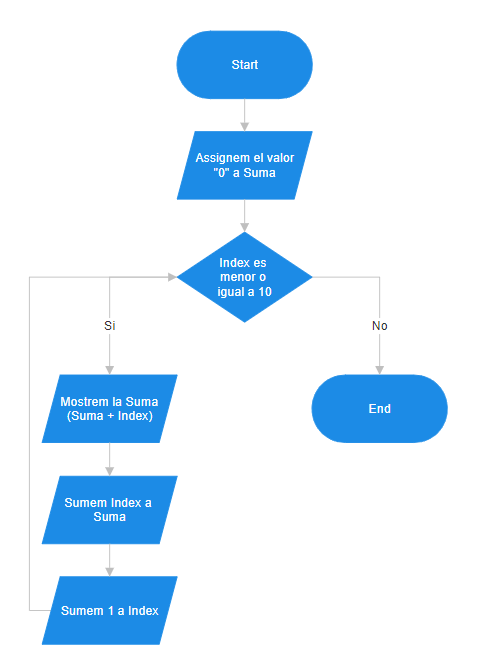 Start
Assignem el valor
"0" a Suma
Index es
menor o
igual a 10
Si
No
Mostrem la Suma
(Suma + Index)
End
Sumem Index a
Suma
Sumem 1 a Index